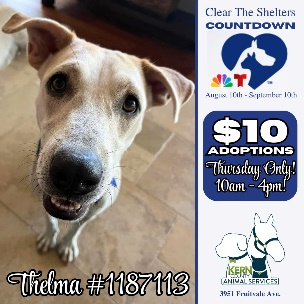 Clear The Shelters
COUNTDOWN
T
August 10th - September 10th
$10
ADOPTIONS
Thursday Only!
10am - 4pm!
KERN
ANIMAL SERVICES
3951 Fruitvale Ave.
Thelma #1187113